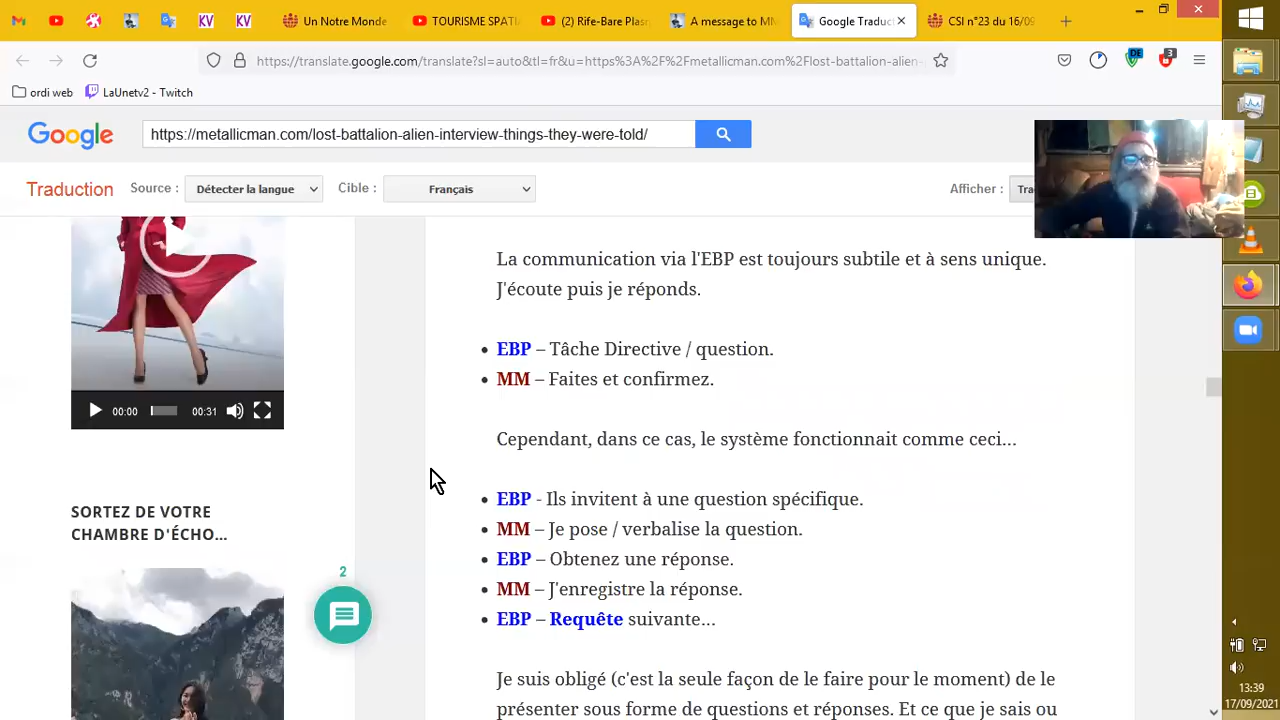 Un Notre Monde
TOURISME SPATI
(2) Rife-Bare Plasm
A message to MM
Google Traduct
CSI n°23 du 16/09
https://translate.google.com/
https%3A%2F%2Fmetallicman.com%2Flost-battalion-alien-
DE
3
ordi web
LaUnetv2 - Twitch
Google
https://metallicman.com/lost-battalion-alien-interview-things-they-were-told/
Traduction
Source :
Détecter la langue
Cible :
Français
Afficher :
La communication via l'EBP est toujours subtile et à sens unique.
J'écoute puis je réponds.
EBP – Tâche Directive / question.
MM – Faites et confirmez.
00:00
00:31
Cependant, dans ce cas, le système fonctionnait comme ceci…
EBP - Ils invitent à une question spécifique.
MM – Je pose / verbalise la question.
EBP – Obtenez une réponse.
MM – J'enregistre la réponse.
EBP – Requête suivante…
SORTEZ DE VOTRE
CHAMBRE D'ÉCHO…
2
Je suis obligé (c'est la seule façon de le faire pour le moment) de le
présenter sous forme de questions et réponses. Et ce que je sais ou
13:39
17/09/2021